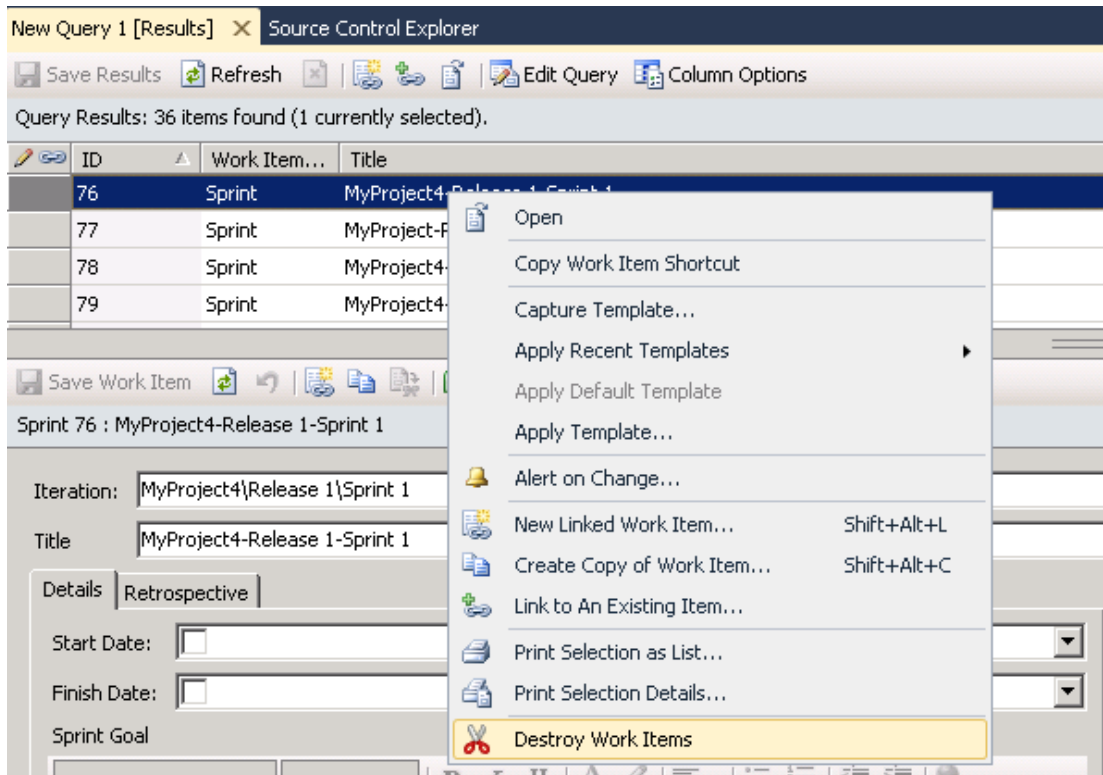 New Query 1 [Results] Source Control Explorer
Save Results Refresh Edit Query Column Options
Query Results: 36 items found (1 currently selected).
ID Work Item... Title
76 Sprint MyProject4-Release 1-Sprint 1
77 Sprint MyProject-R
78 Sprint MyProject4-
79 Sprint MyProject4-
Open
Copy Work Item Shortcut
Capture Template...
Apply Recent Templates
Apply Default Template
Apply Template...
Alert on Change...
New Linked Work Item... Shift+Alt+L
Create Copy of Work Item... Shift+Alt+C
Link to An Existing Item...
Print Selection as List...
Print Selection Details...
Destroy Work Items
Save Work Item
Sprint 76 : MyProject4-Release 1-Sprint 1
Iteration: MyProject4\Release 1\Sprint 1
Title MyProject4-Release 1-Sprint 1
Details Retrospective
Start Date:
Finish Date:
Sprint Goal